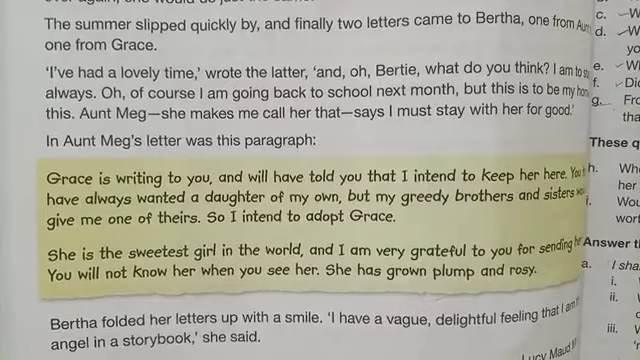 The summer slipped quickly by, and finally two letters came to Bertha, one from
one from Grace.
'I've had a lovely time,' wrote the latter, 'and, oh, Bertie, what do you think? I am to
always. Oh, of course I am going back to school next month, but this is to be my
this. Aunt Meg—she makes me call her that—says I must stay with her for good.'
In Aunt Meg's letter was this paragraph:
Grace is writing to you, and will have told you that I intend to keep her here. You
have always wanted a daughter of my own, but my greedy brothers and sisters
give me one of theirs. So I intend to adopt Grace.
She is the sweetest girl in the world, and I am very grateful to you for sending
You will not know her when you see her. She has grown plump and rosy.
Bertha folded her letters up with a smile. 'I have a vague, delightful feeling that I am
angel in a storybook,' she said.
Lucy Maud
c.
d.
e.
f.
g.
These
h.
her
i.
Answer
a. I
i.
ii.
iii.